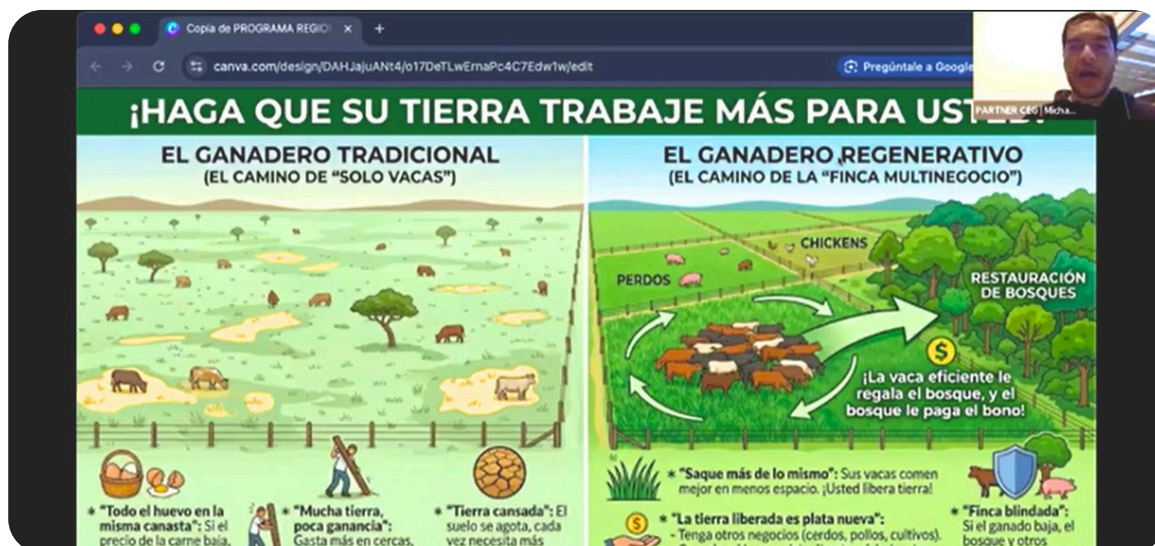 Copia de PROGRAMA REGIO
canva.com/design/DAHJaJuANt4/o17DeTLwErnaPc4C7Edw1w/edit
Pregúntale a Google
PARTNER CEG | Micha...
¡HAGA QUE SU TIERRA TRABAJE MÁS PARA USTED!
EL GANADERO TRADICIONAL
(EL CAMINO DE "SOLO VACAS")
* "Todo el huevo en la
misma canasta": Si el
precio de la carne baja,
* "Mucha tierra,
poca ganancia":
Gasta más en cercas,
* "Tierra cansada": El
suelo se agota, cada
vez necesita más
EL GANADERO REGENERATIVO
(EL CAMINO DE LA "FINCA MULTINEGOCIO")
CHICKENS
PERDOS
RESTAURACIÓN
DE BOSQUES
$
¡La vaca eficiente le
regala el bosque, y el
bosque le paga el bono!
* "Saque más de lo mismo": Sus vacas comen
mejor en menos espacio. ¡Usted libera tierra!
$
* "La tierra liberada es plata nueva":
- Tenga otros negocios (cerdos, pollos, cultivos).
* "Finca blindada":
Si el ganado baja, el
bosque y otros